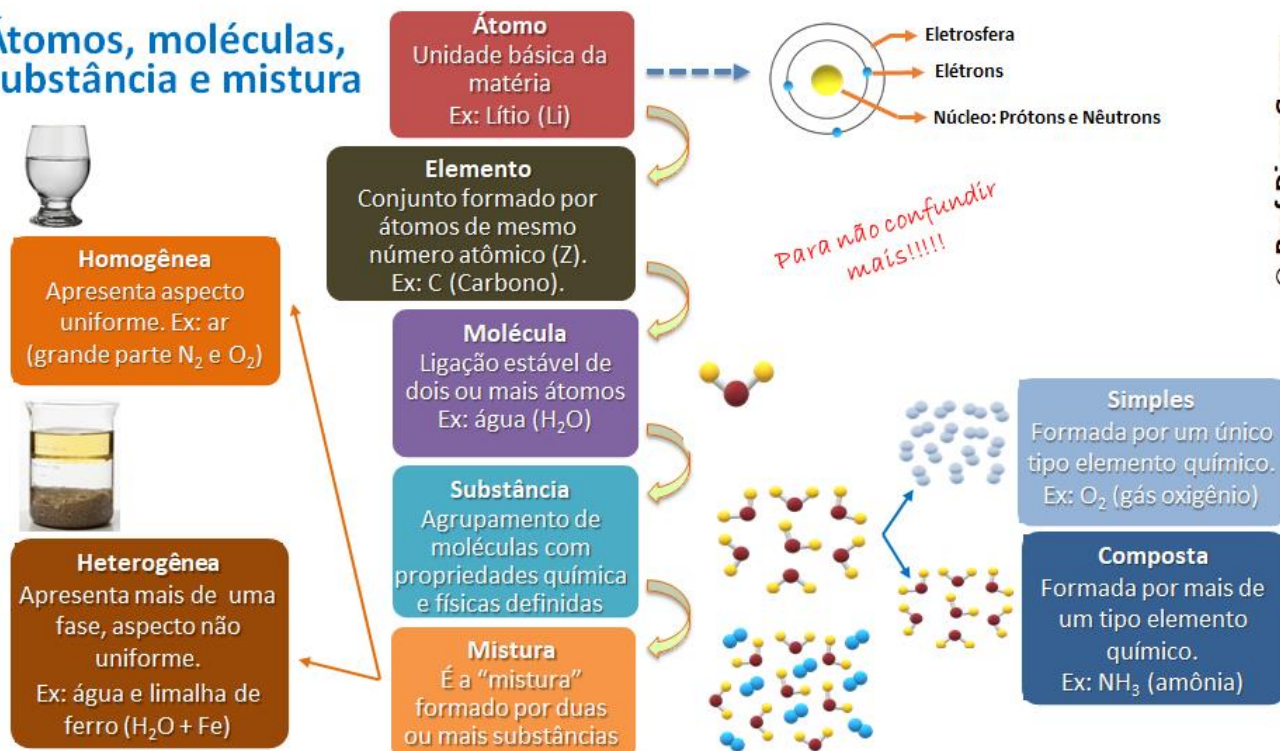 Átomos, moléculas,
substância e mistura
Átomo
Unidade básica da
matéria
Ex: Lítio (Li)
Eletrosfera
Elétrons
Núcleo: Prótons e Nêutrons
Elemento
Conjunto formado por
átomos de mesmo
número atômico (Z).
Ex: C (Carbono).
Para não confundir
mais!!!!!
Homogênea
Apresenta aspecto
uniforme. Ex: ar
(grande parte N₂ e O₂)
Molécula
Ligação estável de
dois ou mais átomos
Ex: água (H₂O)
Simples
Formada por um único
tipo elemento químico.
Ex: O₂ (gás oxigênio)
Substância
Agrupamento de
moléculas com
propriedades química
e físicas definidas
Heterogênea
Apresenta mais de uma
fase, aspecto não
uniforme.
Ex: água e limalha de
ferro (H₂O + Fe)
Composta
Formada por mais de
um tipo elemento
químico.
Ex: NH₃ (amônia)
Mistura
É a “mistura”
formado por duas
ou mais substâncias